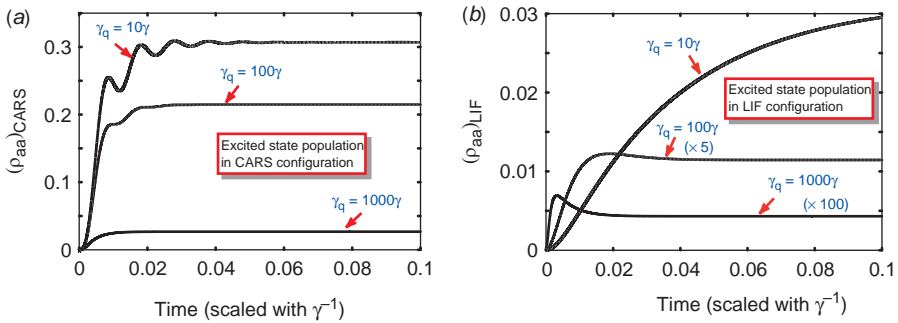 (a)
(ρaa)CARS
0.3
0.2
0.1
0
γq = 10γ
γq = 100γ
Excited state population
in CARS configuration
γq = 1000γ
0 0.02 0.04 0.06 0.08 0.1
Time (scaled with γ⁻¹)
(b)
(ρaa)LIF
0.03
0.02
0.01
0
γq = 10γ
Excited state population
in LIF configuration
γq = 100γ
(× 5)
γq = 1000γ
(× 100)
0 0.02 0.04 0.06 0.08 0.1
Time (scaled with γ⁻¹)